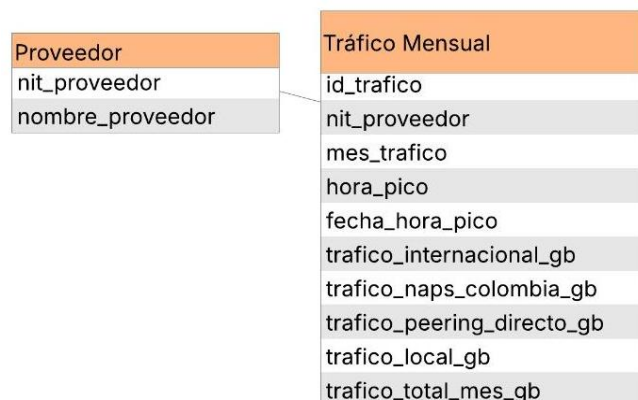 Proveedor
nit_proveedor
nombre_proveedor
Tráfico Mensual
id_trafico
nit_proveedor
mes_trafico
hora_pico
fecha_hora_pico
trafico_internacional_gb
trafico_naps_colombia_gb
trafico_peering_directo_gb
trafico_local_gb
trafico_total_mes_gb